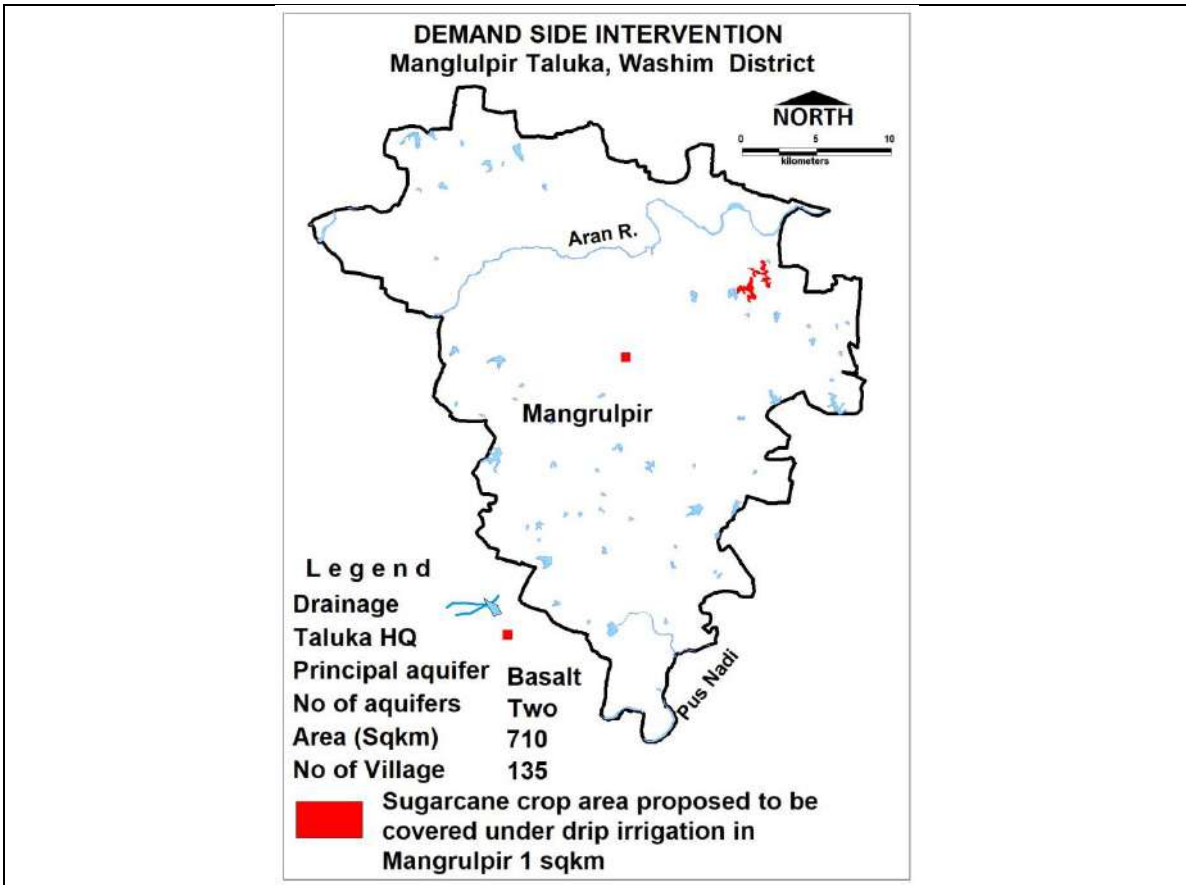 DEMAND SIDE INTERVENTION
Manglulpir Taluka, Washim District
NORTH
0 5 10
kilometers
Aran R.
Mangrulpir
Pus Nadi
Legend
Drainage
Taluka HQ
Principal aquifer Basalt
No of aquifers Two
Area (Sqkm) 710
No of Village 135
Sugarcane crop area proposed to be
covered under drip irrigation in
Mangrulpir 1 sqkm